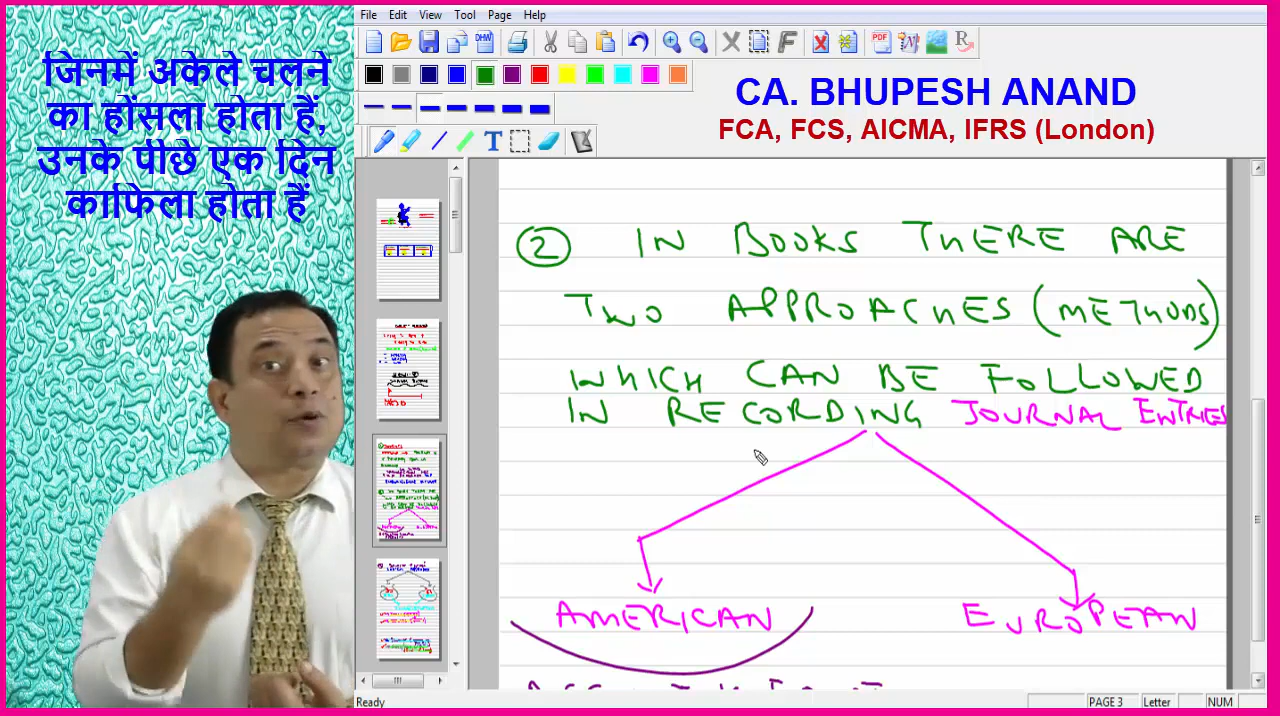 जिनमें अकेले चलने
का होंसला होता हैं,
उनके पीछे एक दिन
काफिला होता हैं
File Edit View Tool Page Help
CA. BHUPESH ANAND
FCA, FCS, AICMA, IFRS (London)
2 IN BOOKS THERE ARE
TWO APPROACHES (METHODS)
WHICH CAN BE FOLLOWED
IN RECORDING JOURNAL ENTRIES
AMERICAN EUROPEAN
Ready PAGE 3 Letter NUM